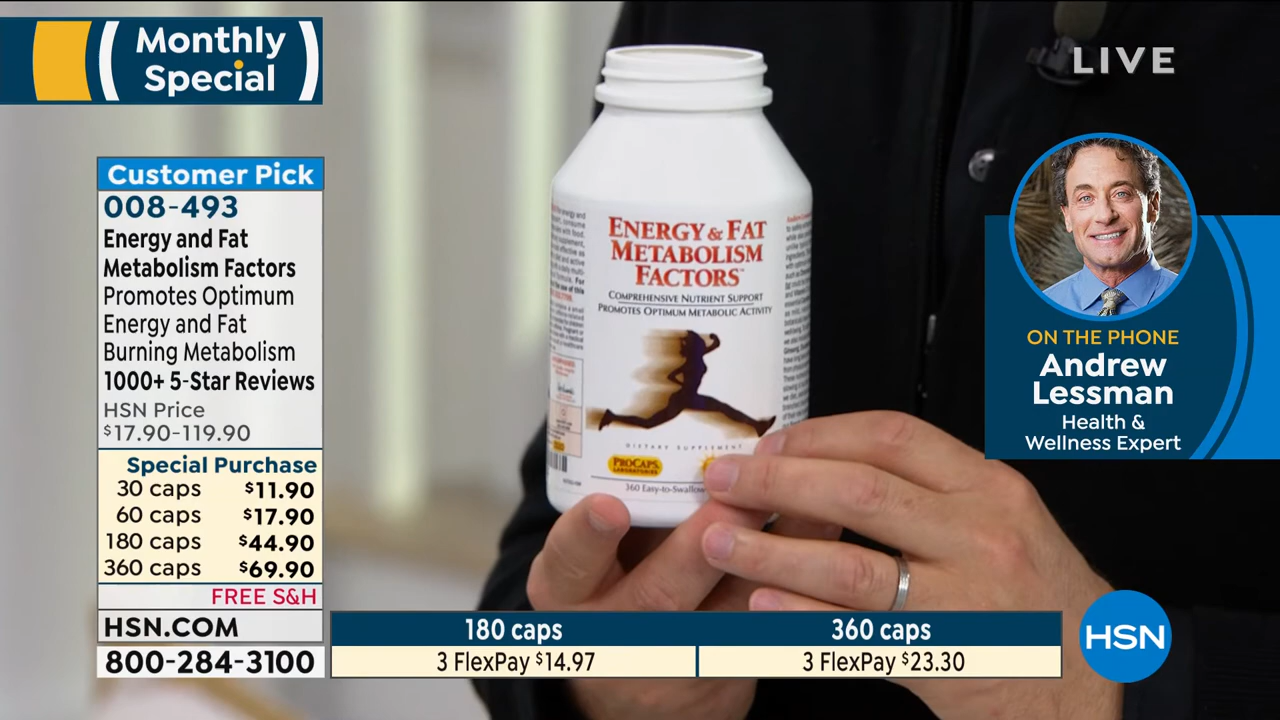 Monthly
Special
LIVE
Customer Pick
008-493
Energy and Fat
Metabolism Factors
Promotes Optimum
Energy and Fat
Burning Metabolism
1000+ 5-Star Reviews
HSN Price
$17.90-119.90
Special Purchase
30 caps $11.90
60 caps $17.90
180 caps $44.90
360 caps $69.90
FREE S&H
HSN.COM
800-284-3100
ENERGY & FAT
METABOLISM
FACTORS™
COMPREHENSIVE NUTRIENT SUPPORT
PROMOTES OPTIMUM METABOLIC ACTIVITY
DIETARY SUPPLEMENT
PROCAPS
LABORATORIES
360 Easy-to-Swallow
ON THE PHONE
Andrew
Lessman
Health &
Wellness Expert
180 caps 360 caps
3 FlexPay $14.97 3 FlexPay $23.30
HSN